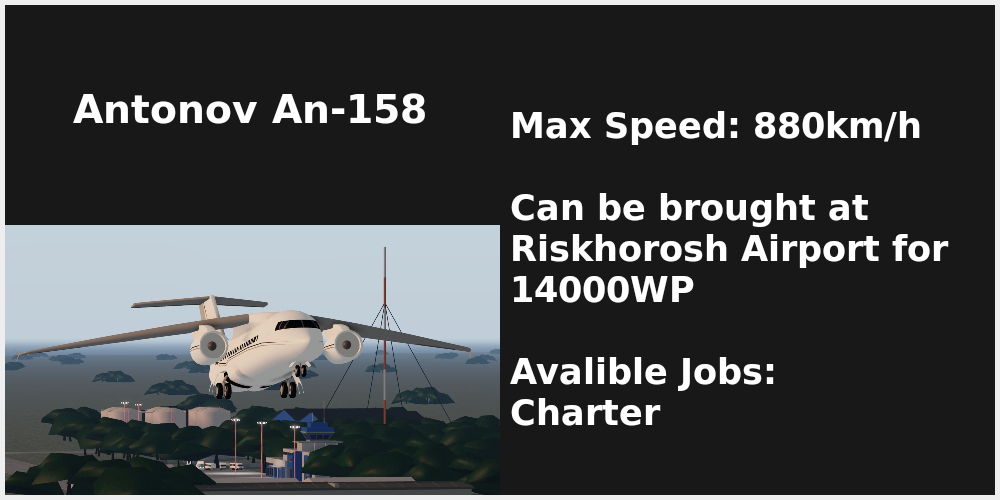 Antonov An-158
Max Speed: 880km/h
Can be brought at
Riskhorosh Airport for
14000WP
Avalible Jobs:
Charter